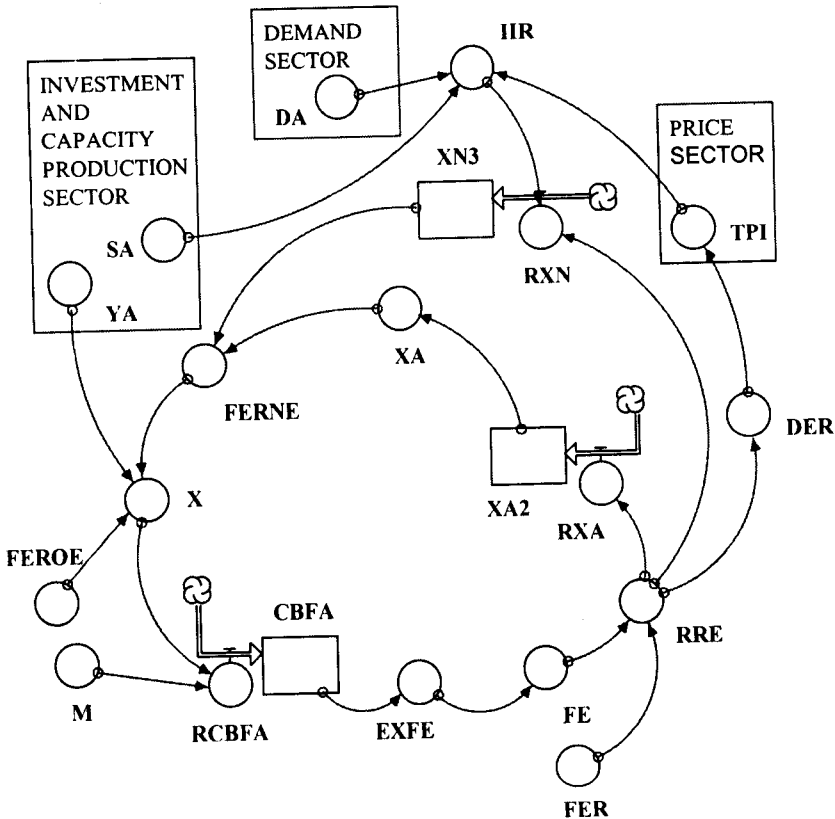 IIR
DEMAND
SECTOR
DA
INVESTMENT
AND
CAPACITY
PRODUCTION
SECTOR
SA
YA
XN3
RXN
PRICE
SECTOR
TPI
XA
FERNE
DER
XA2
RXA
X
FEROE
CBFA
RRE
M
RCBFA
EXFE
FE
FER